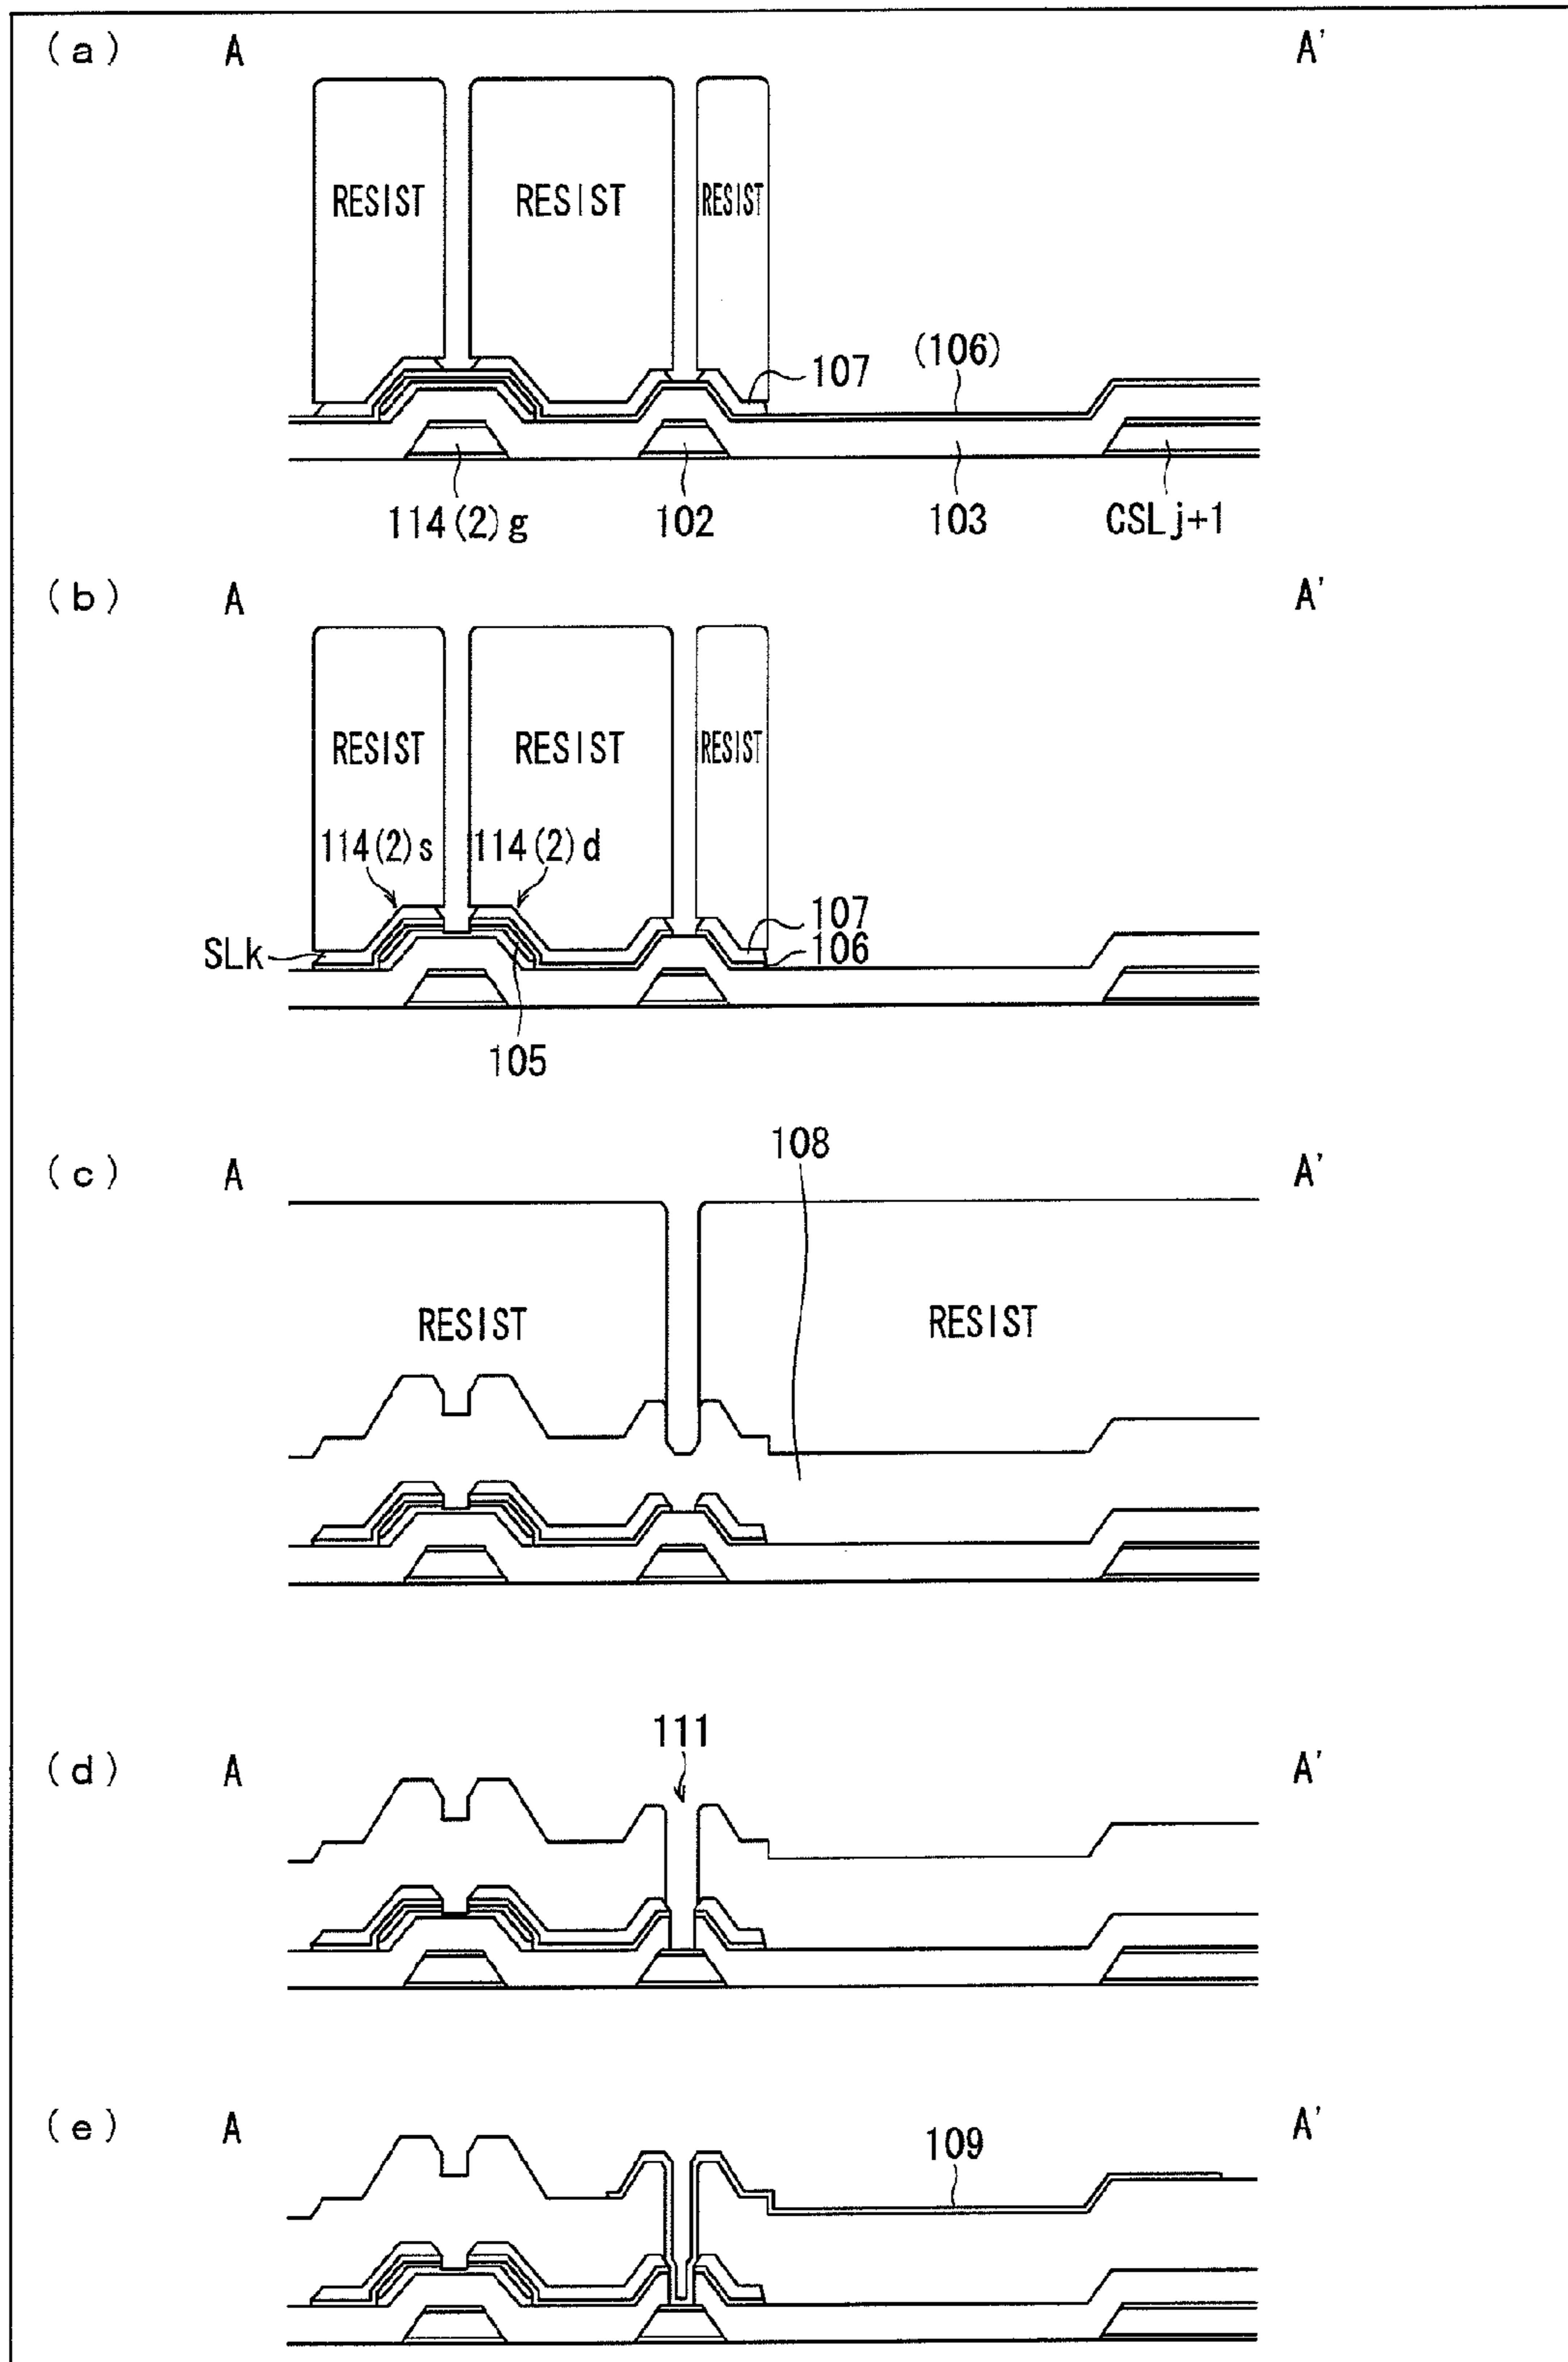 (a) A A'
RESIST RESIST RESIST
107 (106)
114(2)g 102 103 CSLj+1
(b) A A'
RESIST RESIST RESIST
114(2)s 114(2)d
107
SLk 106
105
108
(c) A A'
RESIST RESIST
111
(d) A A'
(e) A A'
109